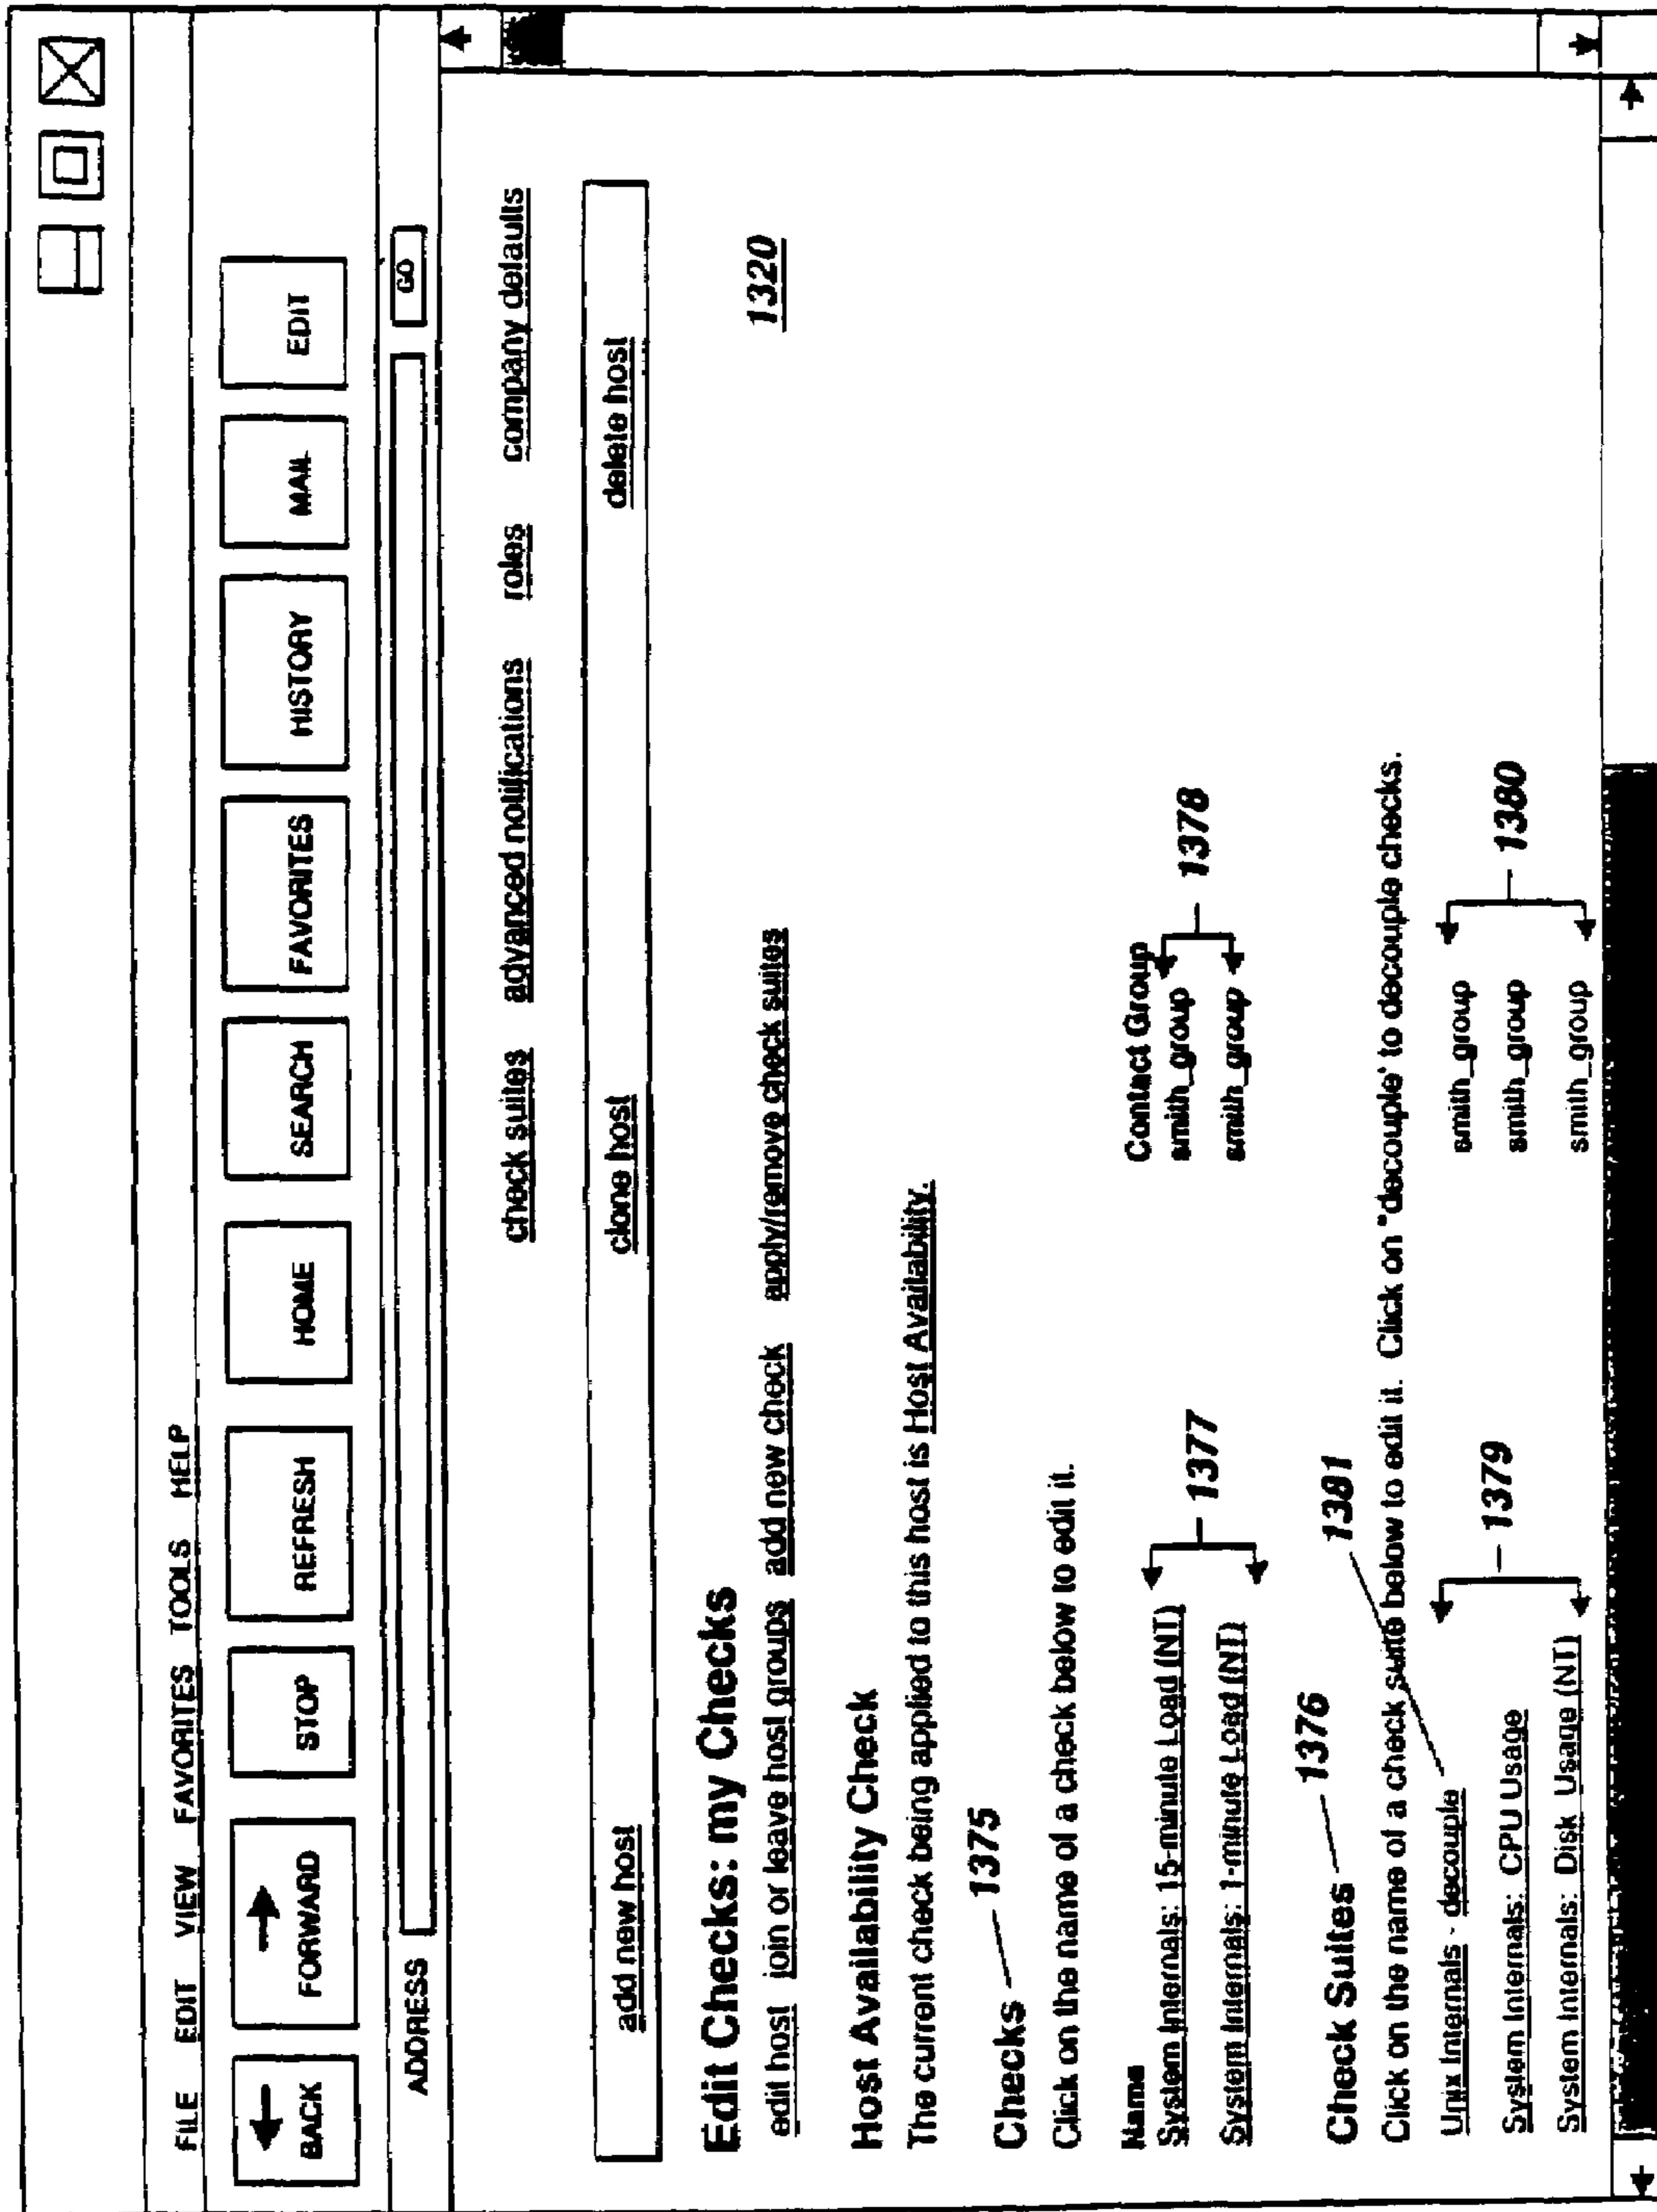 FILE EDIT VIEW FAVORITES TOOLS HELP
BACK FORWARD STOP REFRESH HOME SEARCH FAVORITES HISTORY MAIL EDIT
ADDRESS GO
check suites advanced notifications roles company defaults
add new host clone host delete host
Edit Checks: my Checks
edit host join or leave host groups add new check apply/remove check suites
1320
Host Availability Check
The current check being applied to this host is Host Availability.
Checks 1375
Click on the name of a check below to edit it.
Name Contact Group
System Internals: 15-minute Load (NT) smith_group
1377 1378
System Internals: 1-minute Load (NT) smith_group
Check Suites 1376 1381
Click on the name of a check suite below to edit it. Click on "decouple' to decouple checks.
Unix Internals - decouple smith_group
System Internals: CPU Usage 1379 smith_group 1380
System Internals: Disk Usage (NT) smith_group